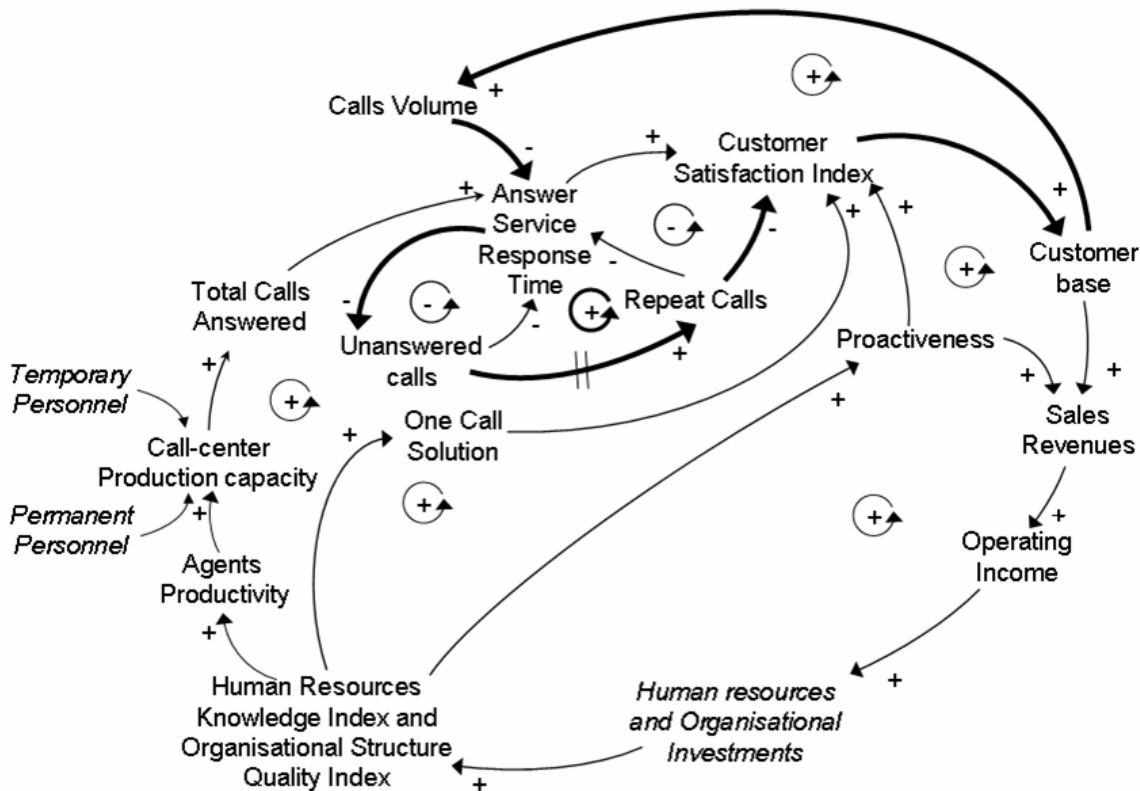 Calls Volume
+
+
-
+
Customer
Satisfaction Index
+
Answer
Service
Response
Time
-
-
+
+
+
Customer
base
-
+
Total Calls
Answered
-
-
-
+
Repeat Calls
Unanswered
calls
+
Proactiveness
+
+
+
Temporary
Personnel
+
One Call
Solution
+
+
Sales
Revenues
Call-center
Production capacity
+
+
Permanent
Personnel
+
+
Operating
Income
Agents
Productivity
+
Human Resources
Knowledge Index and
Organisational Structure
Quality Index
+
Human resources
and Organisational
Investments
+